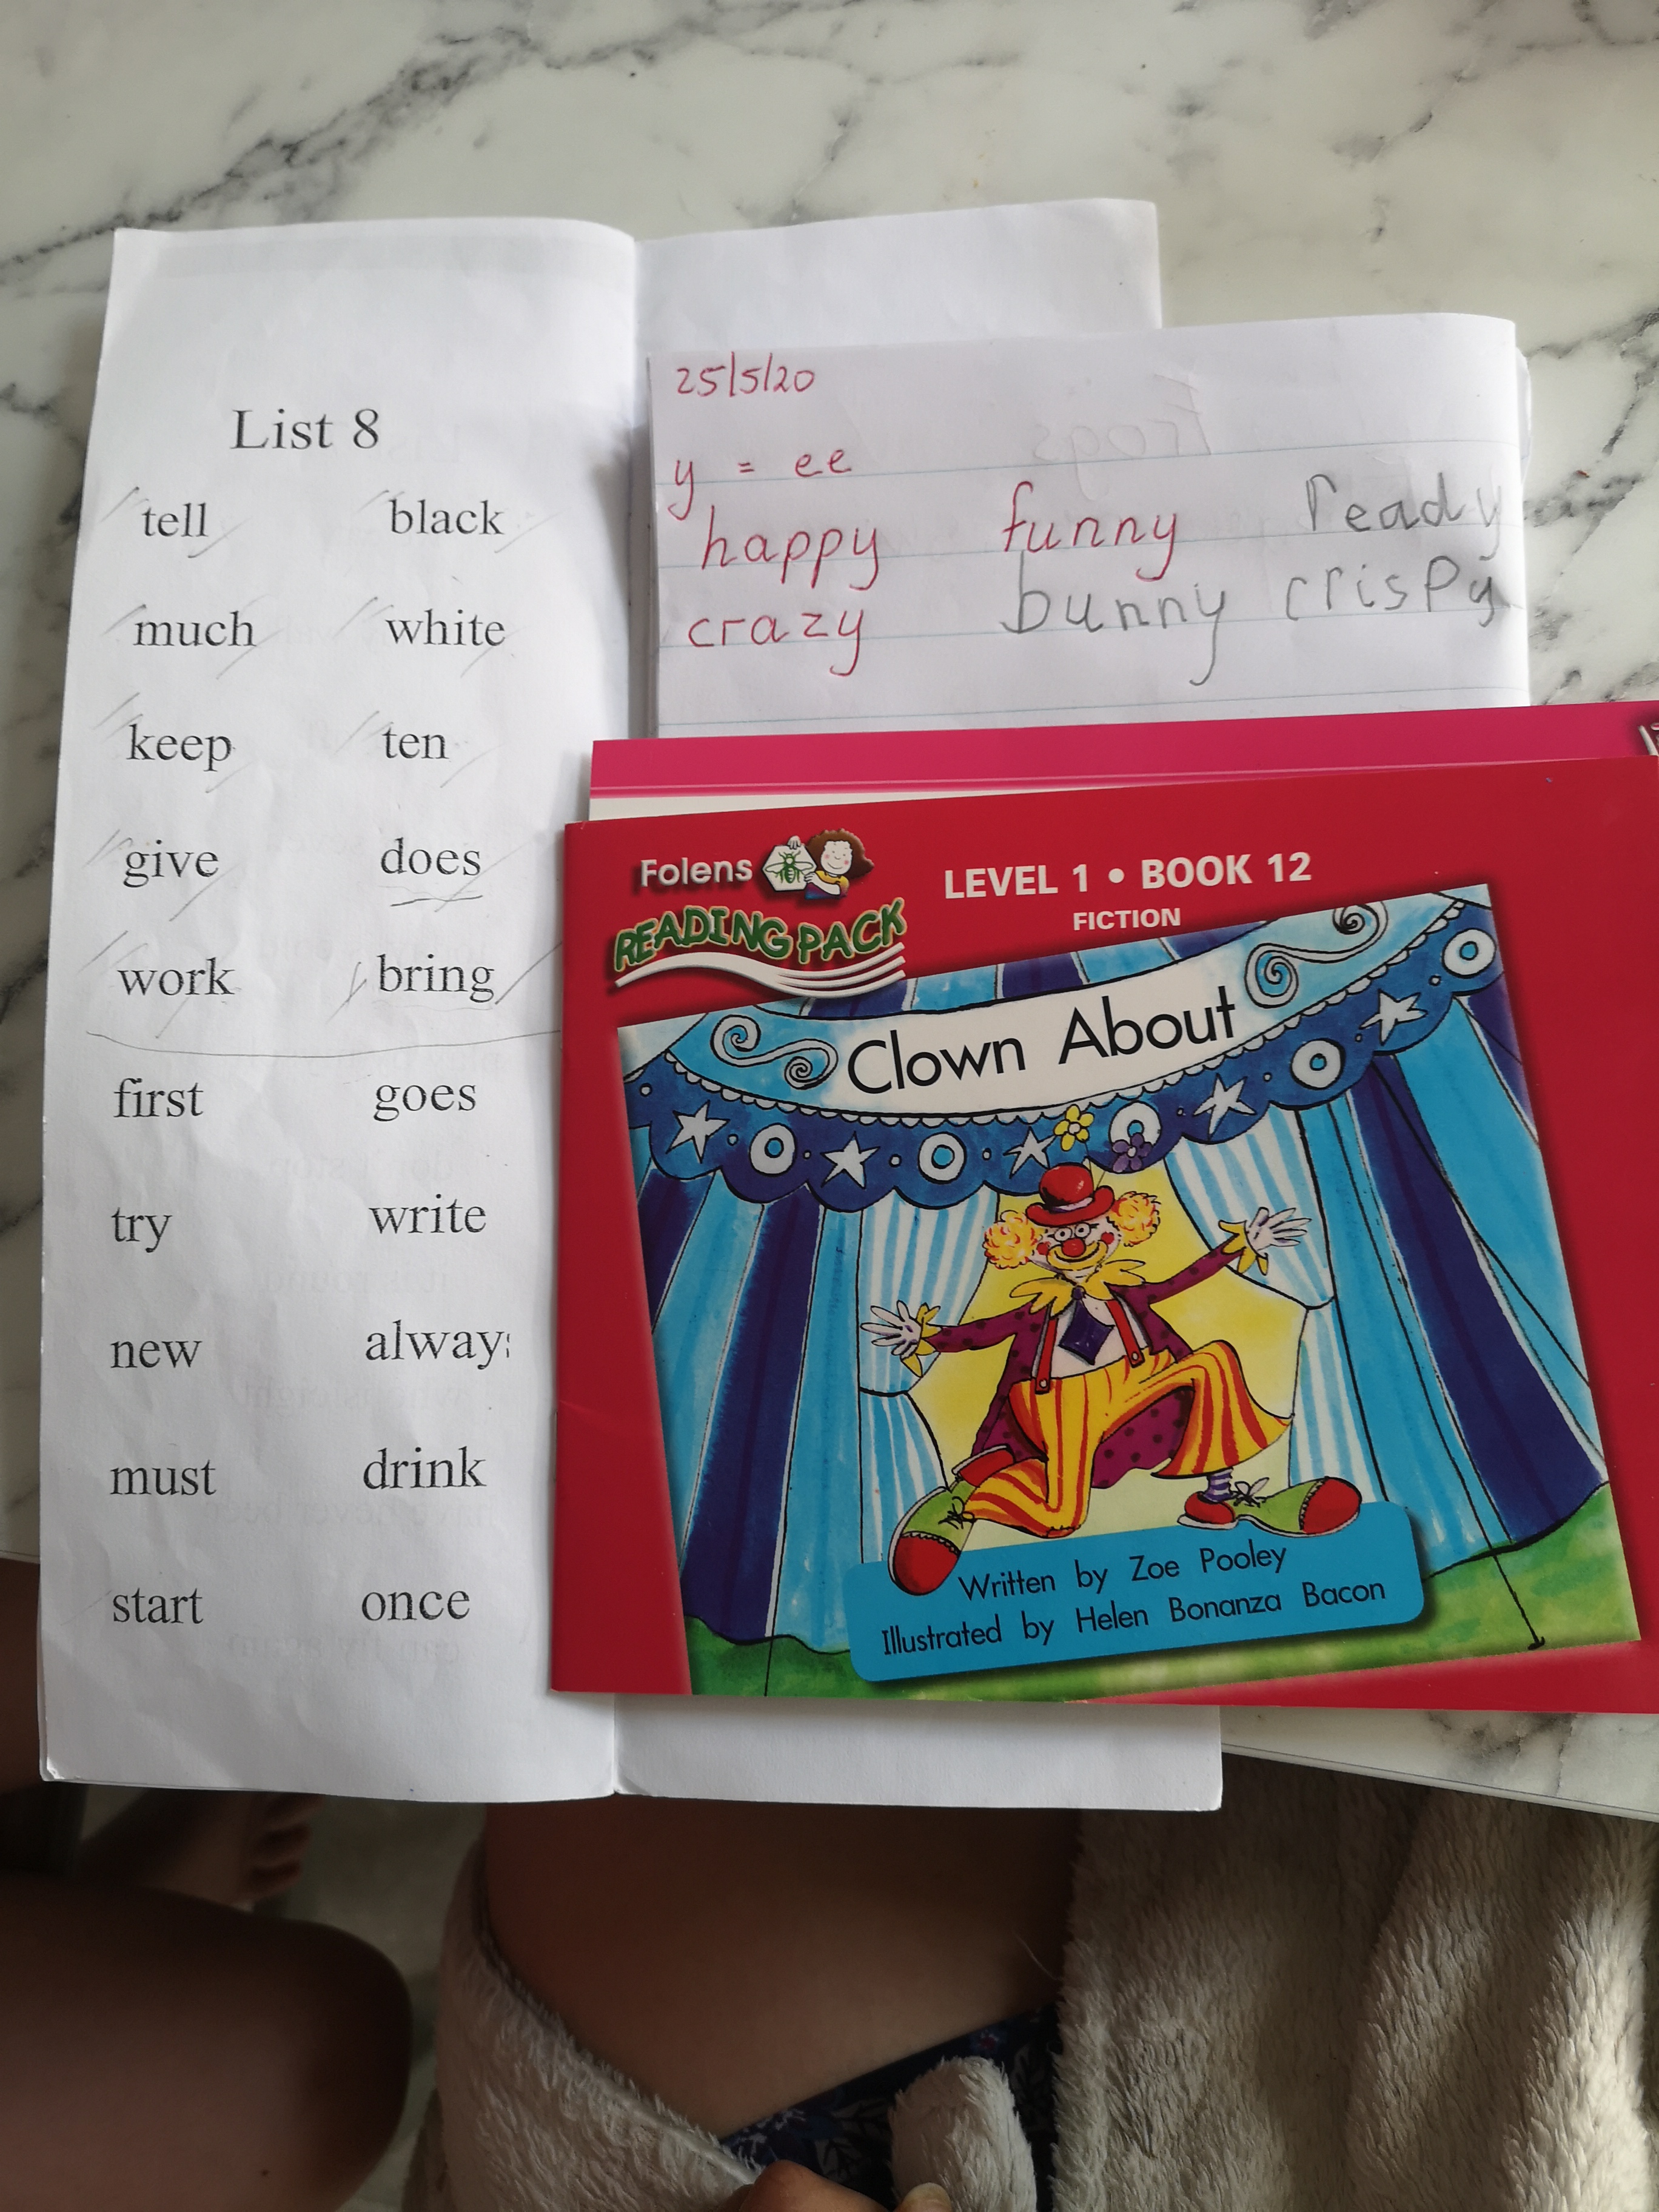 List 8
tell black
much white
keep ten
give does
work bring
first goes
try write
new always
must drink
start once
25/5/20
y = ee
happy funny ready
crazy bunny crispy
Folens
READING PACK
LEVEL 1 • BOOK 12
FICTION
Clown About
Written by Zoe Pooley
Illustrated by Helen Bonanza Bacon